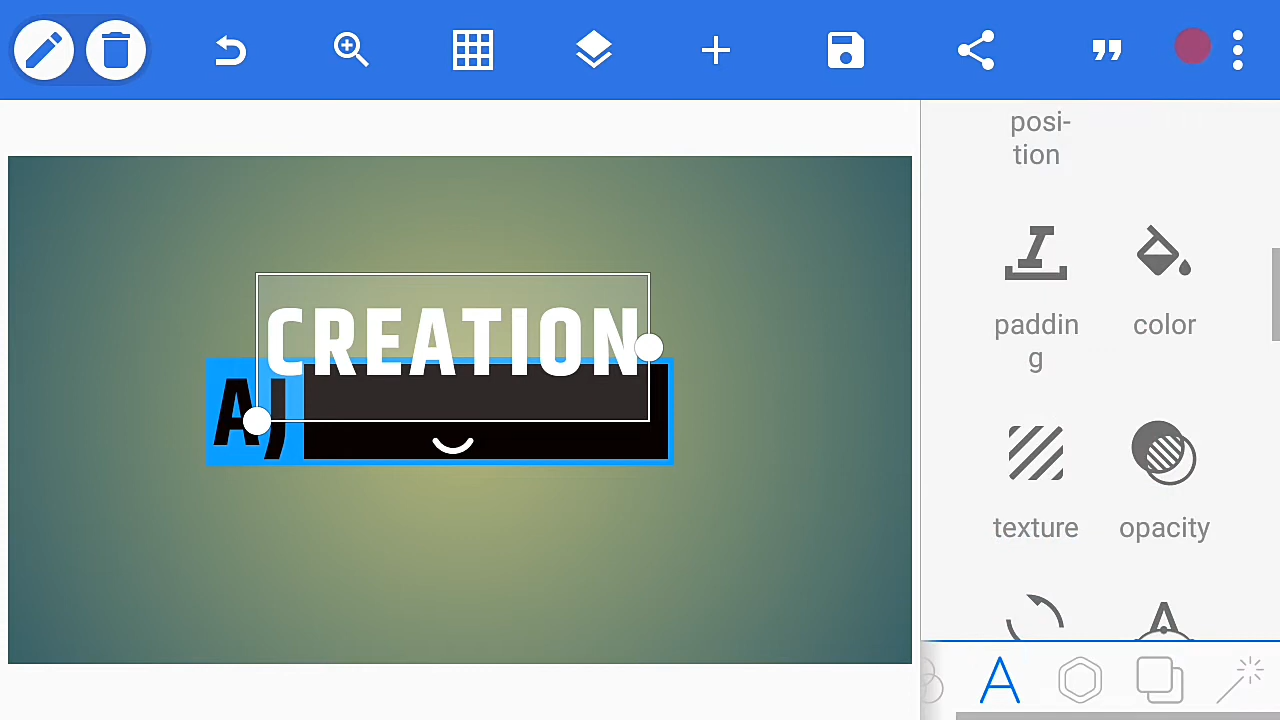 CREATION
AJ
posi-
tion
paddin
g
color
texture
opacity